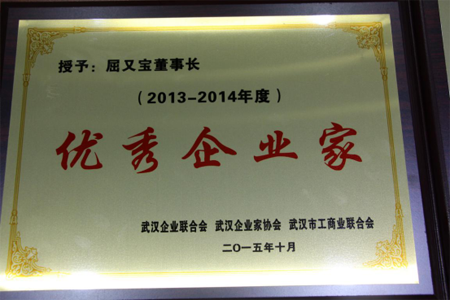 授予：屈又宝董事长
（2013-2014年度）
优秀企业家
武汉企业联合会 武汉企业家协会 武汉市工商业联合会
二〇一五年十月